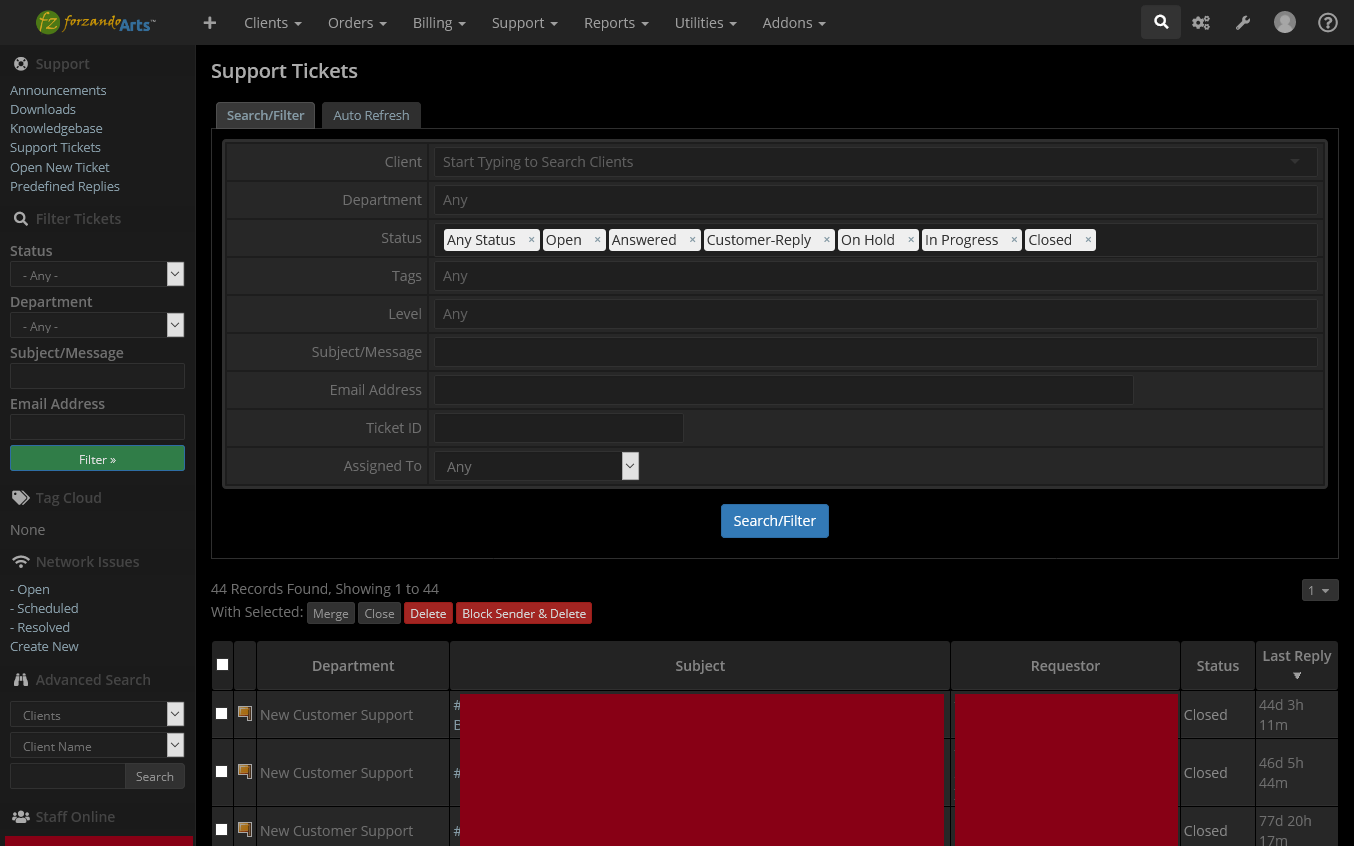 fz forzandoArts™
Clients Orders Billing Support Reports Utilities Addons
Support
Announcements
Downloads
Knowledgebase
Support Tickets
Open New Ticket
Predefined Replies
Filter Tickets
Status
- Any -
Department
- Any -
Subject/Message
Email Address
Filter »
Tag Cloud
None
Network Issues
- Open
- Scheduled
- Resolved
Create New
Advanced Search
Clients
Client Name
Search
Staff Online
Support Tickets
Search/Filter Auto Refresh
Client Start Typing to Search Clients
Department Any
Status Any Status × Open × Answered × Customer-Reply × On Hold × In Progress × Closed ×
Tags Any
Level Any
Subject/Message
Email Address
Ticket ID
Assigned To Any
Search/Filter
44 Records Found, Showing 1 to 44
1
With Selected: Merge Close Delete Block Sender & Delete
Department Subject Requestor Status Last Reply
New Customer Support # Closed 44d 3h
B 11m
New Customer Support # Closed 46d 5h
44m
New Customer Support # Closed 77d 20h
17m